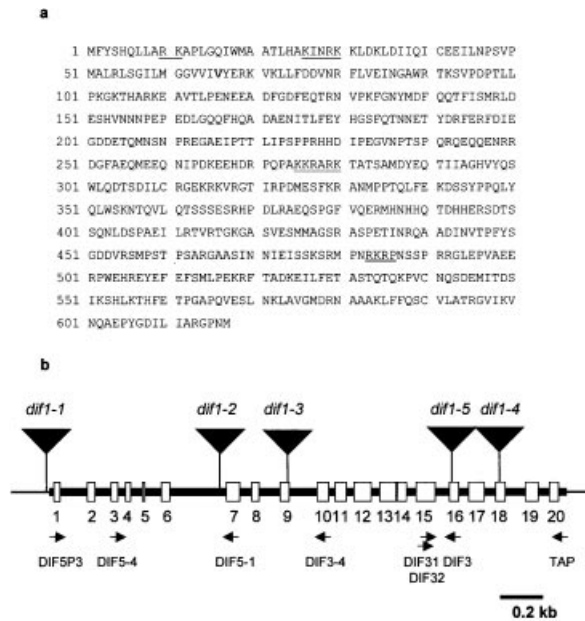 a
1 MFYSHQLLAR KAPLGQIWMA ATLHAKINRK KLDKLDIIQI CEEILNPSVP
51 MALRLSGILM GGVVIVYERK VKLLFDDVNR FLVEINGAWR TKSVPDPTLL
101 PKGKTHARKE AVTLPENEEA DFGDFEQTRN VPKFGNYMDF QQTFISMRLD
151 ESHVNNNPEP EDLGQQFHQA DAENITLFEY HGSFQTNNET YDRFERFDIE
201 GDDETQMNSN PREGAEIPTT LIPSPPRHHD IPEGVNPTSP QRQEQQENRR
251 DGFAEQMEEQ NIPDKEEHDR PQPAKKRARK TATSAMDYEQ TIIAGHVYQS
301 WLQDTSDILC RGEKRKVRGT IRPDMESFKR ANMPPTQLFE KDSSYPPQLY
351 QLWSKNTQVL QTSSSESRHP DLRAEQSPGF VQERMHNHHQ TDHHERSDTS
401 SQNLDSPAEI LRTVRTGKGA SVESMMAGSR ASPETINRQA ADINVTPFYS
451 GDDVRSMPST PSARGAASIN NIEISSKSRM PNRKRPNSSP RRGLEPVAEE
501 RPWEHREYEF EFSMLPEKRF TADKEILFET ASTQTQKPVC NQSDEMITDS
551 IKSHLKTHFE TPGAPQVESL NKLAVGMDRN AAAKLFFQSC VLATRGVIKV
601 NQAEPYGDIL IARGPNM
b
dif1-1 dif1-2 dif1-3 dif1-5 dif1-4
1 2 3 4 5 6 7 8 9 10 11 12 13 14 15 16 17 18 19 20
DIF5P3 DIF5-4 DIF5-1 DIF3-4 DIF31 DIF3 TAP
DIF32
0.2 kb